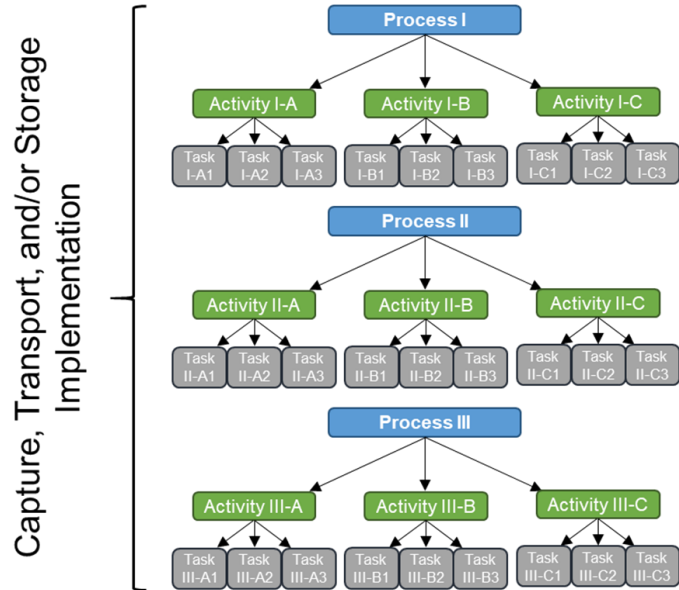 Capture, Transport, and/or Storage
Implementation
Process I
Activity I-A
Activity I-B
Activity I-C
Task
I-A1
Task
I-A2
Task
I-A3
Task
I-B1
Task
I-B2
Task
I-B3
Task
I-C1
Task
I-C2
Task
I-C3
Process II
Activity II-A
Activity II-B
Activity II-C
Task
II-A1
Task
II-A2
Task
II-A3
Task
II-B1
Task
II-B2
Task
II-B3
Task
II-C1
Task
II-C2
Task
II-C3
Process III
Activity III-A
Activity III-B
Activity III-C
Task
III-A1
Task
III-A2
Task
III-A3
Task
III-B1
Task
III-B2
Task
III-B3
Task
III-C1
Task
III-C2
Task
III-C3